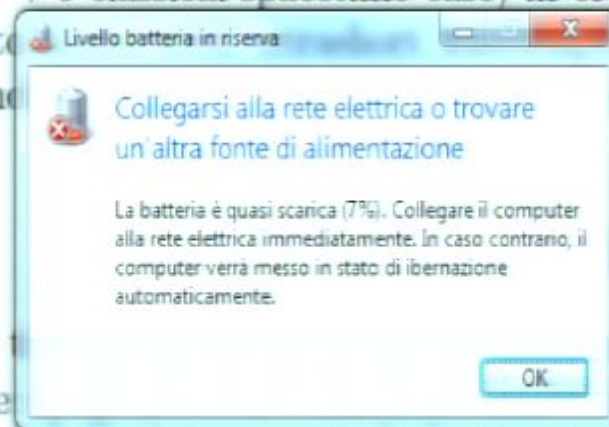 Livello batteria in riserva
Collegarsi alla rete elettrica o trovare
un'altra fonte di alimentazione
La batteria è quasi scarica (7%). Collegare il computer
alla rete elettrica immediatamente. In caso contrario, il
computer verrà messo in stato di ibernazione
automaticamente.
OK